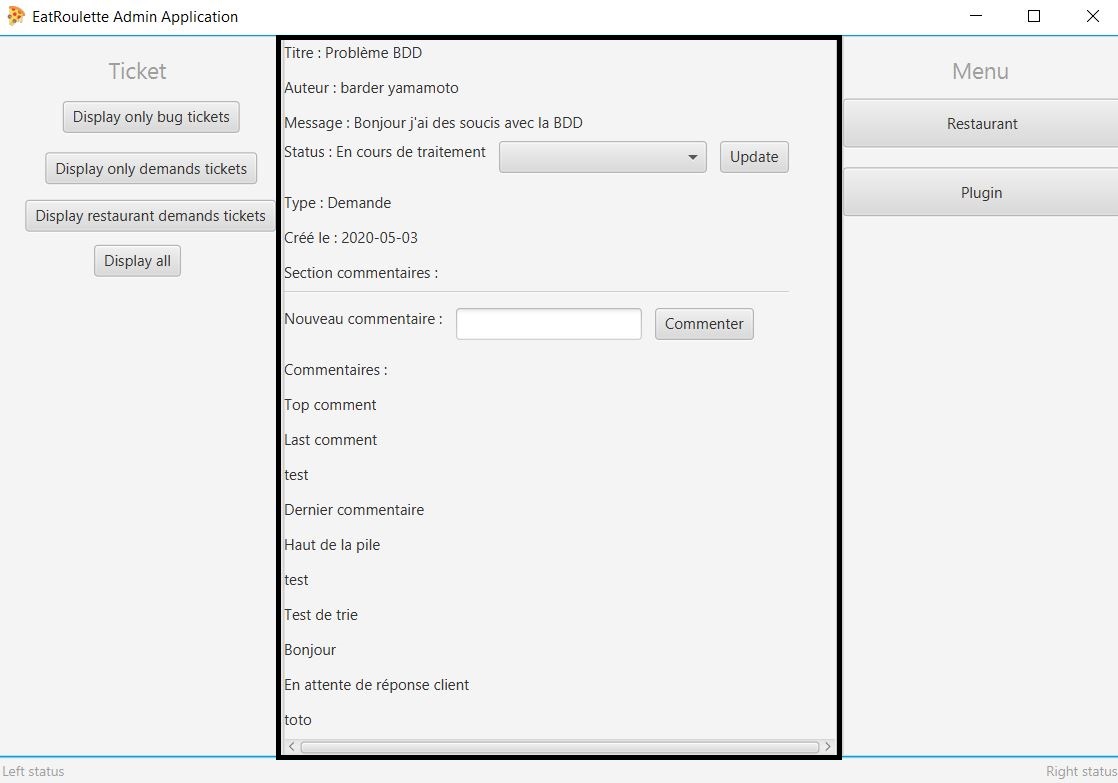 EatRoulette Admin Application
Ticket
Display only bug tickets
Display only demands tickets
Display restaurant demands tickets
Display all
Titre : Problème BDD
Auteur : barder yamamoto
Message : Bonjour j'ai des soucis avec la BDD
Status : En cours de traitement
Update
Type : Demande
Créé le : 2020-05-03
Section commentaires :
Nouveau commentaire :
Commenter
Commentaires :
Top comment
Last comment
test
Dernier commentaire
Haut de la pile
test
Test de trie
Bonjour
En attente de réponse client
toto
Menu
Restaurant
Plugin
Left status
Right status